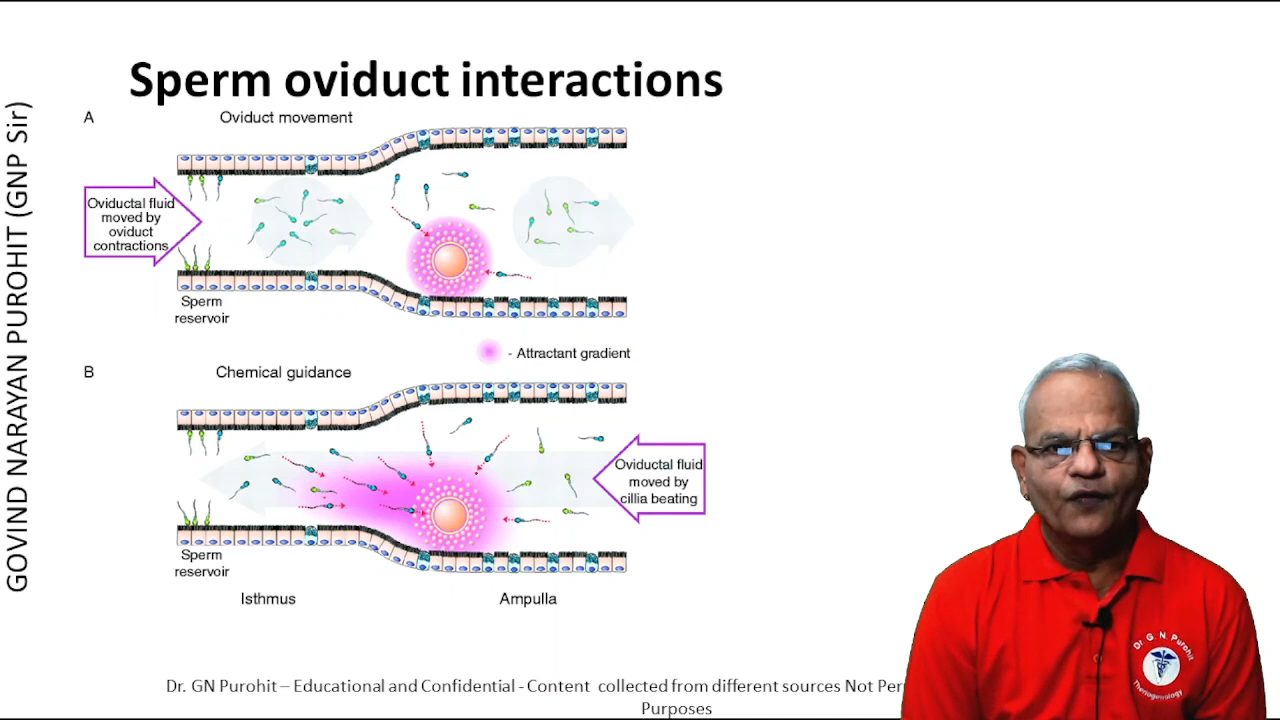 GOVIND NARAYAN PUROHIT (GNP Sir)
Sperm oviduct interactions
A
Oviduct movement
Oviductal fluid
moved by
oviduct
contractions
Sperm
reservoir
- Attractant gradient
B
Chemical guidance
Oviductal fluid
moved by
cillia beating
Sperm
reservoir
Isthmus
Ampulla
Dr. G. N. Purohit
Theriogenology
Dr. GN Purohit – Educational and Confidential - Content collected from different sources Not Per
Purposes